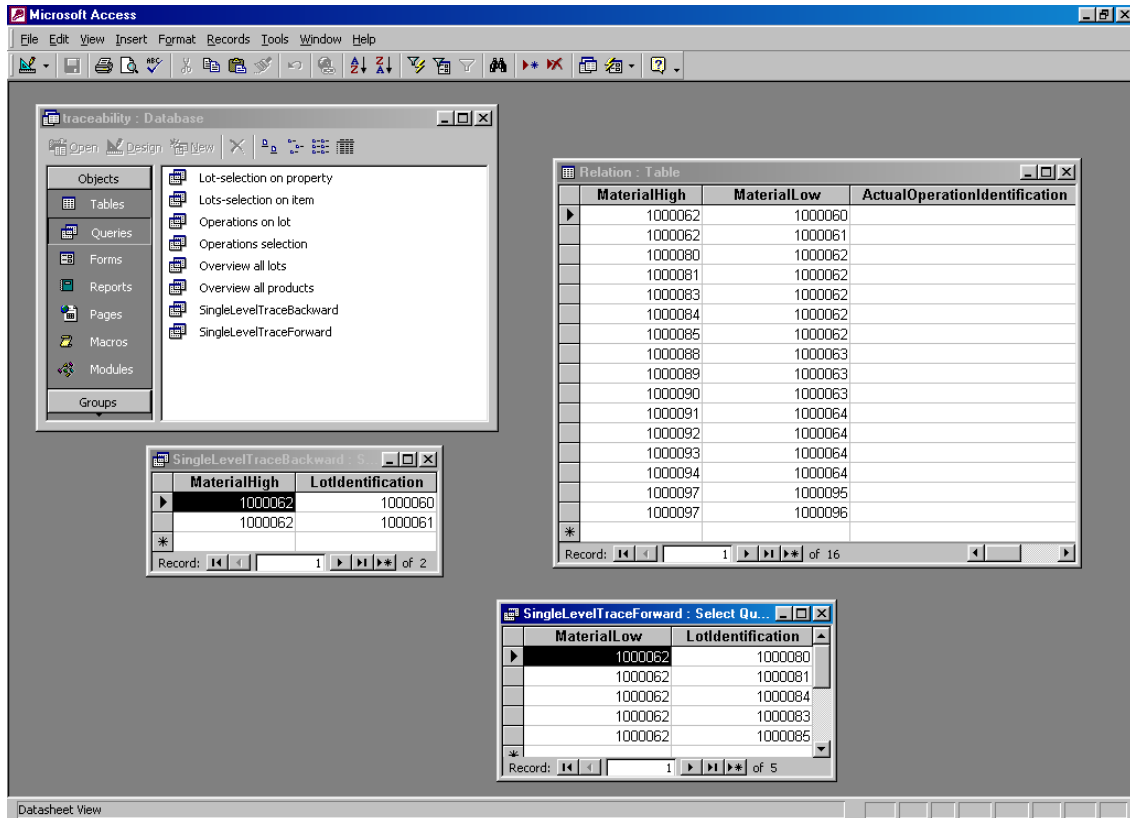 Microsoft Access
File Edit View Insert Format Records Tools Window Help
traceability : Database
Open Design New
Objects
Tables
Queries
Forms
Reports
Pages
Macros
Modules
Groups
Lot-selection on property
Lots-selection on item
Operations on lot
Operations selection
Overview all lots
Overview all products
SingleLevelTraceBackward
SingleLevelTraceForward
Relation : Table
MaterialHigh MaterialLow ActualOperationIdentification
1000062 1000060
1000062 1000061
1000080 1000062
1000081 1000062
1000083 1000062
1000084 1000062
1000085 1000062
1000088 1000063
1000089 1000063
1000090 1000063
1000091 1000064
1000092 1000064
1000093 1000064
1000094 1000064
1000097 1000095
1000097 1000096
Record: 1 of 16
SingleLevelTraceBackward : S...
MaterialHigh LotIdentification
1000062 1000060
1000062 1000061
Record: 1 of 2
SingleLevelTraceForward : Select Qu...
MaterialLow LotIdentification
1000062 1000080
1000062 1000081
1000062 1000084
1000062 1000083
1000062 1000085
Record: 1 of 5
Datasheet View